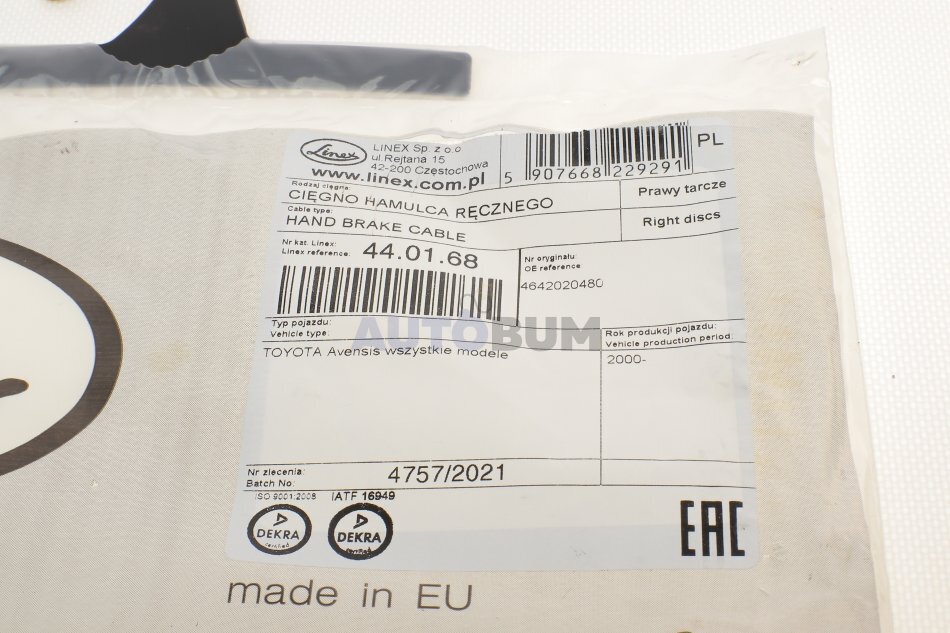 Linex
LINEX Sp. z o.o
ul.Rejtana 15
42-200 Częstochowa
www.linex.com.pl
5 907668 229291
PL
Rodzaj cięgna:
CIĘGNO HAMULCA RĘCZNEGO
Prawy tarcze
Cable type:
HAND BRAKE CABLE
Right discs
Nr kat. Linex:
Linex reference:
44.01.68
Nr oryginału:
OE reference
4642020480
AUTOBUM
Typ pojazdu:
Vehicle type:
Rok produkcji pojazdu:
Vehicle production period:
TOYOTA Avensis wszystkie modele
2000-
Nr zlecenia:
Batch No:
4757/2021
ISO 9001:2008
IATF 16949
DEKRA
certified
DEKRA
certified
EAC
made in EU